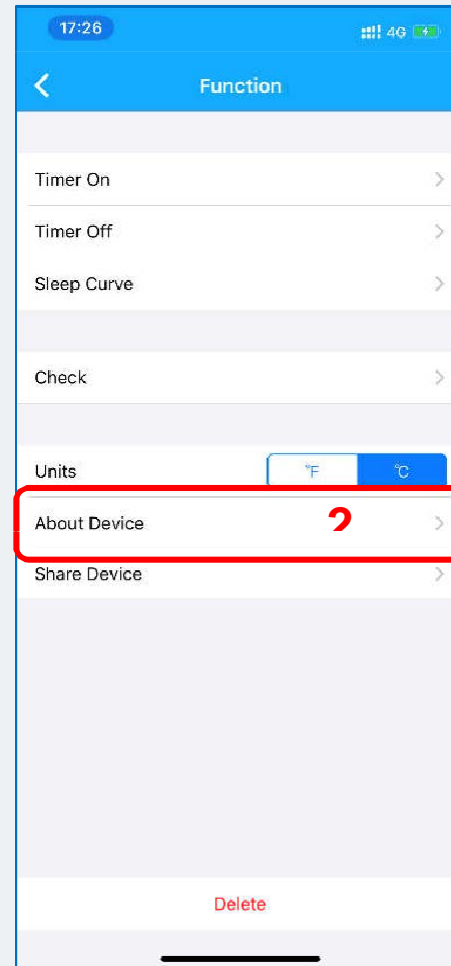 17:26 4G
Function
Timer On
Timer Off
Sleep Curve
Check
Units °F °C
About Device 2
Share Device
Delete